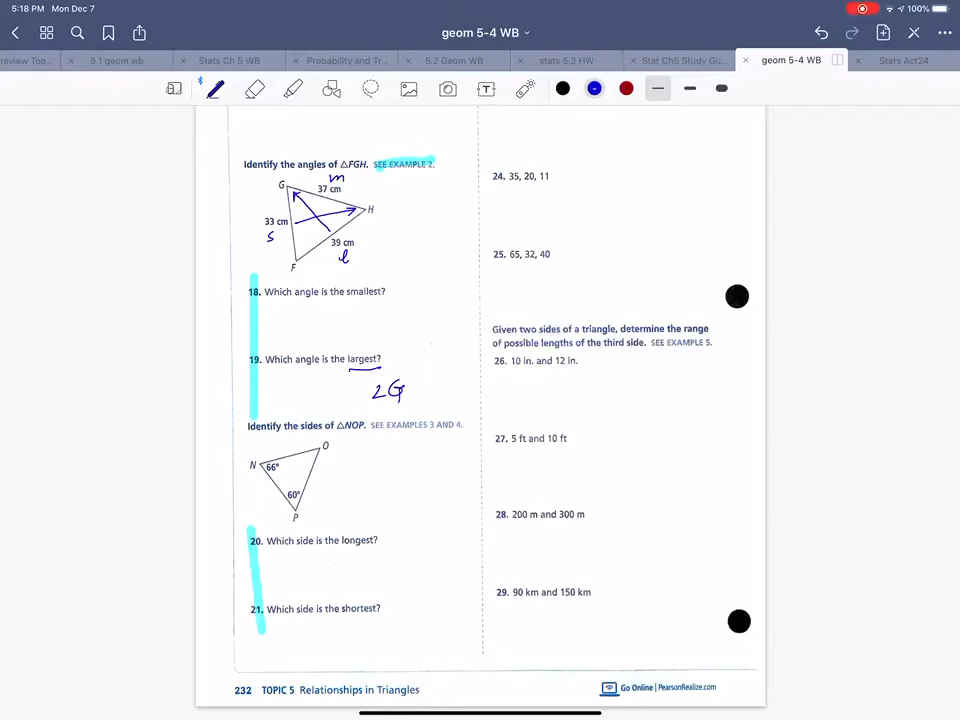 5:18 PM Mon Dec 7
100%
geom 5-4 WB
review Top...
5.1 geom wb-
Stats Ch 5 WB
Probability and Tr...
5.2 Geom WB
stats 5.3 HW
Stat Ch5 Study Gu...
geom 5-4 WB
Stats Act24
T
Identify the angles of △FGH. SEE EXAMPLE 2.
m
G
37 cm
H
33 cm
s
39 cm
l
F
18. Which angle is the smallest?
19. Which angle is the largest?
∠G
Identify the sides of △NOP. SEE EXAMPLES 3 AND 4.
O
N
66°
60°
P
20. Which side is the longest?
21. Which side is the shortest?
24. 35, 20, 11
25. 65, 32, 40
Given two sides of a triangle, determine the range
of possible lengths of the third side. SEE EXAMPLE 5.
26. 10 in. and 12 in.
27. 5 ft and 10 ft
28. 200 m and 300 m
29. 90 km and 150 km
232 TOPIC 5 Relationships in Triangles
Go Online | PearsonRealize.com